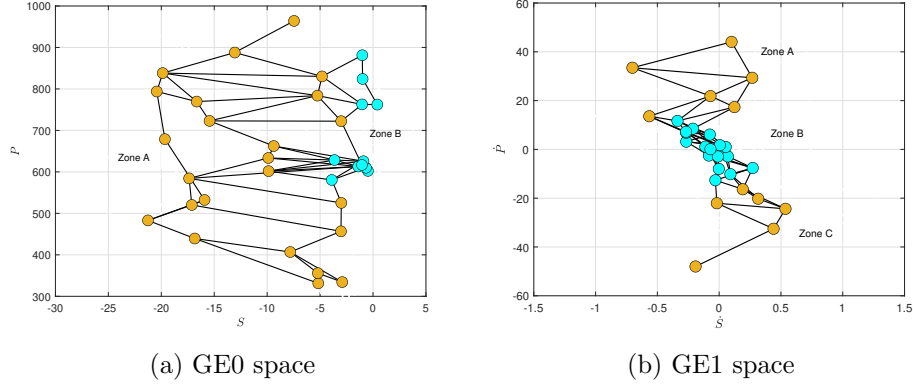 1000
900
800
700
600
500
400
300
P
Zone A
Zone B
-30 -25 -20 -15 -10 -5 0 5
S
(a) GE0 space
60
40
20
0
-20
-40
-60
Ṗ
Zone A
Zone B
Zone C
-1.5 -1 -0.5 0 0.5 1 1.5
Ṡ
(b) GE1 space